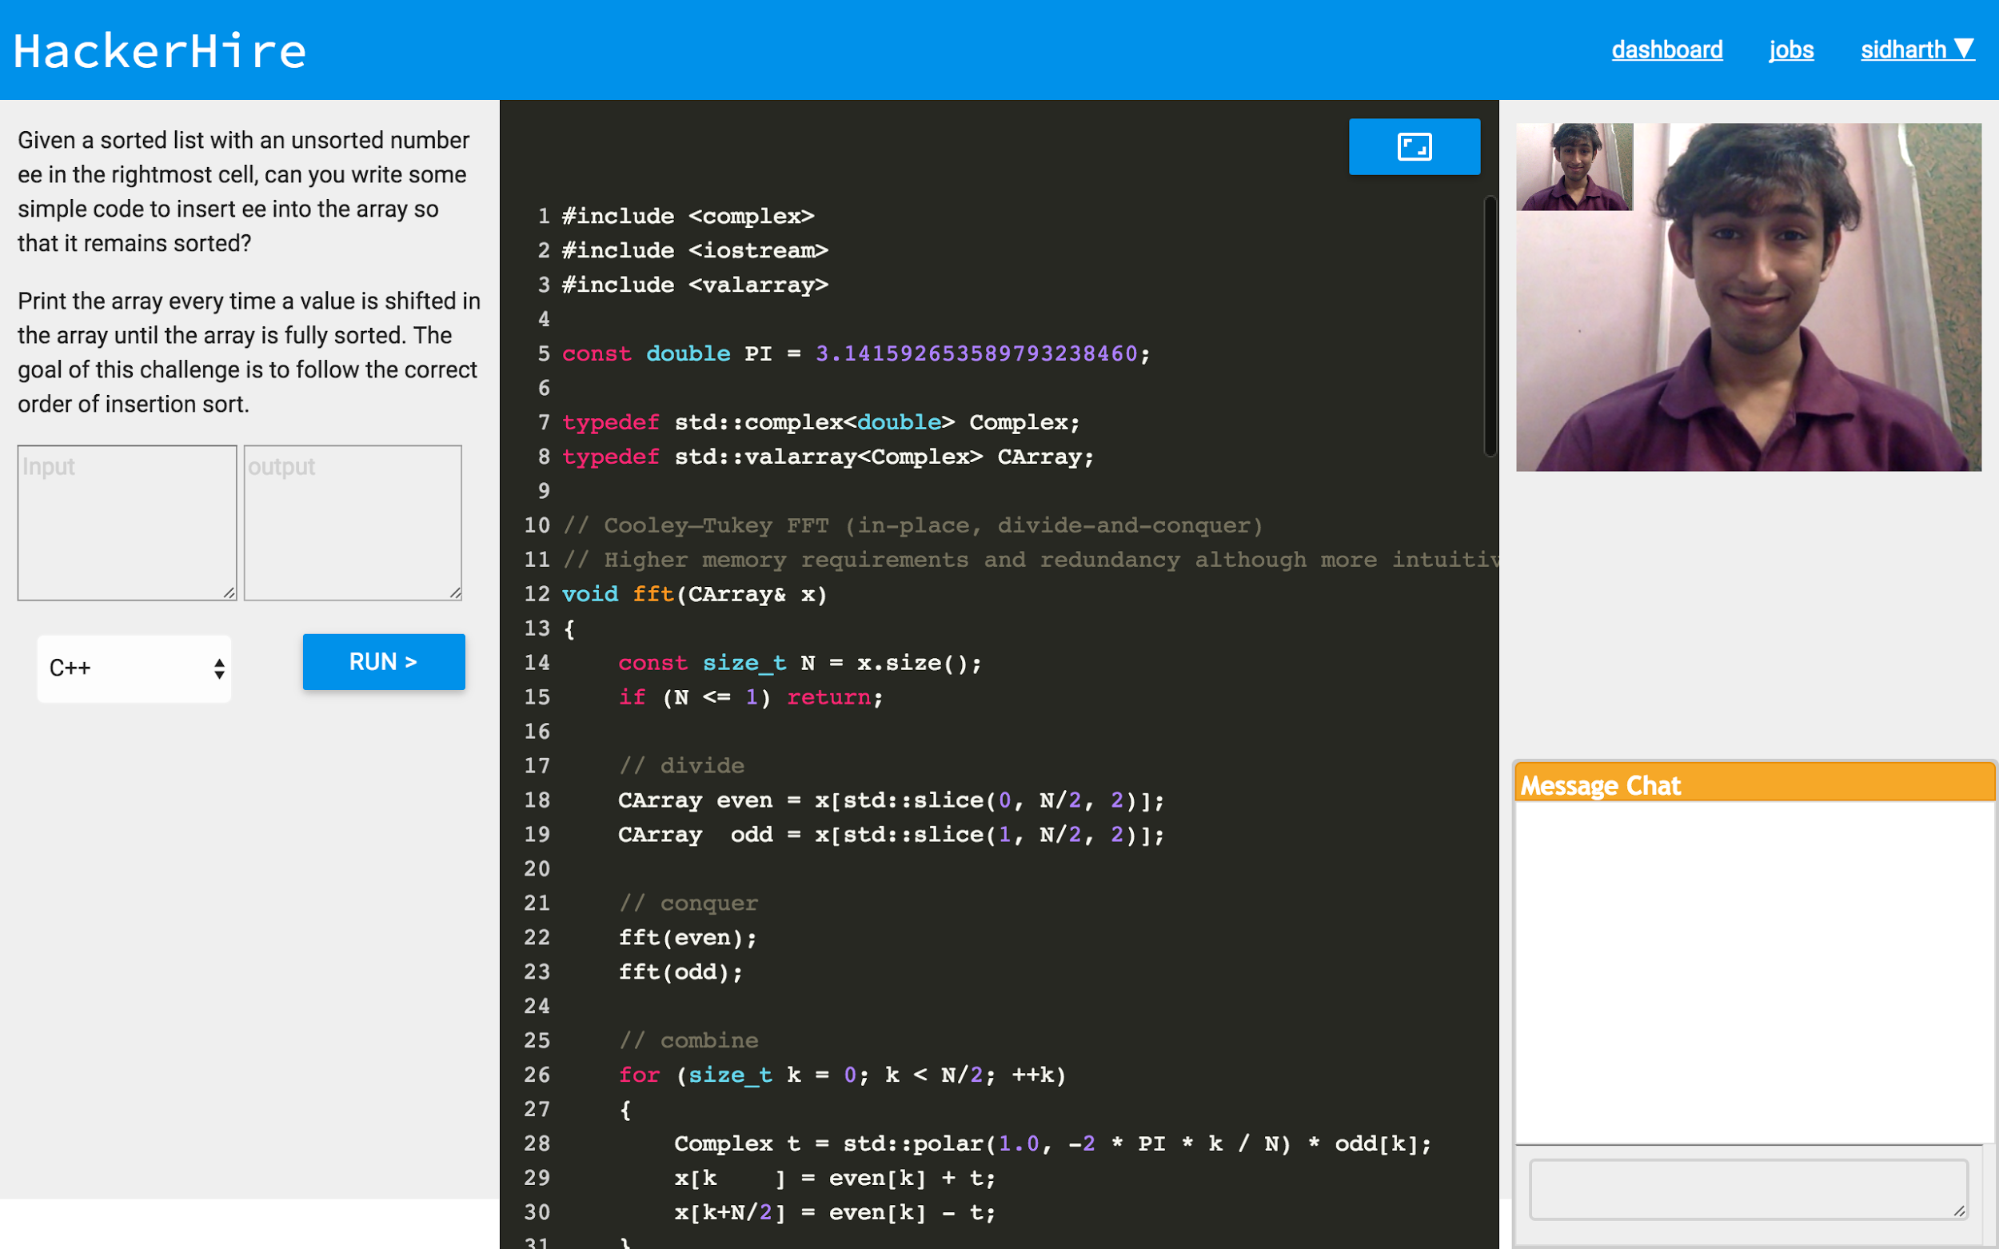 HackerHire
dashboard jobs sidharth ▼
Given a sorted list with an unsorted number
ee in the rightmost cell, can you write some
simple code to insert ee into the array so
that it remains sorted?
Print the array every time a value is shifted in
the array until the array is fully sorted. The
goal of this challenge is to follow the correct
order of insertion sort.
Input output
C++
RUN >
1 #include <complex>
2 #include <iostream>
3 #include <valarray>
4
5 const double PI = 3.141592653589793238460;
6
7 typedef std::complex<double> Complex;
8 typedef std::valarray<Complex> CArray;
9
10 // Cooley–Tukey FFT (in-place, divide-and-conquer)
11 // Higher memory requirements and redundancy although more intuitiv
12 void fft(CArray& x)
13 {
14     const size_t N = x.size();
15     if (N <= 1) return;
16
17     // divide
18     CArray even = x[std::slice(0, N/2, 2)];
19     CArray  odd = x[std::slice(1, N/2, 2)];
20
21     // conquer
22     fft(even);
23     fft(odd);
24
25     // combine
26     for (size_t k = 0; k < N/2; ++k)
27     {
28         Complex t = std::polar(1.0, -2 * PI * k / N) * odd[k];
29         x[k    ] = even[k] + t;
30         x[k+N/2] = even[k] - t;
31     }
Message Chat